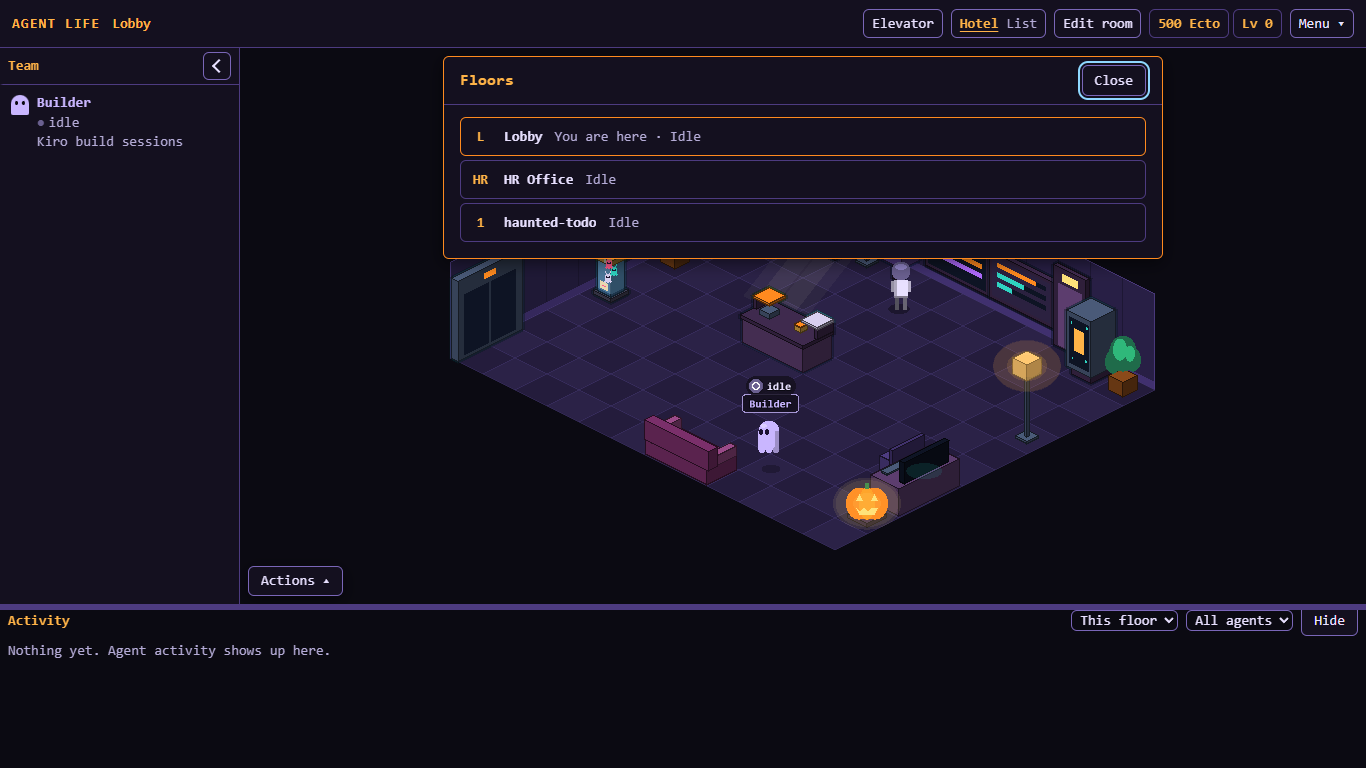 AGENT LIFE Lobby Elevator Hotel List Edit room 500 Ecto Lv 0 Menu ▾
Team
Builder
idle
Kiro build sessions
Floors Close
L Lobby You are here · Idle
HR HR Office Idle
1 haunted-todo Idle
idle
Builder
Actions ▴
Activity This floor All agents Hide
Nothing yet. Agent activity shows up here.